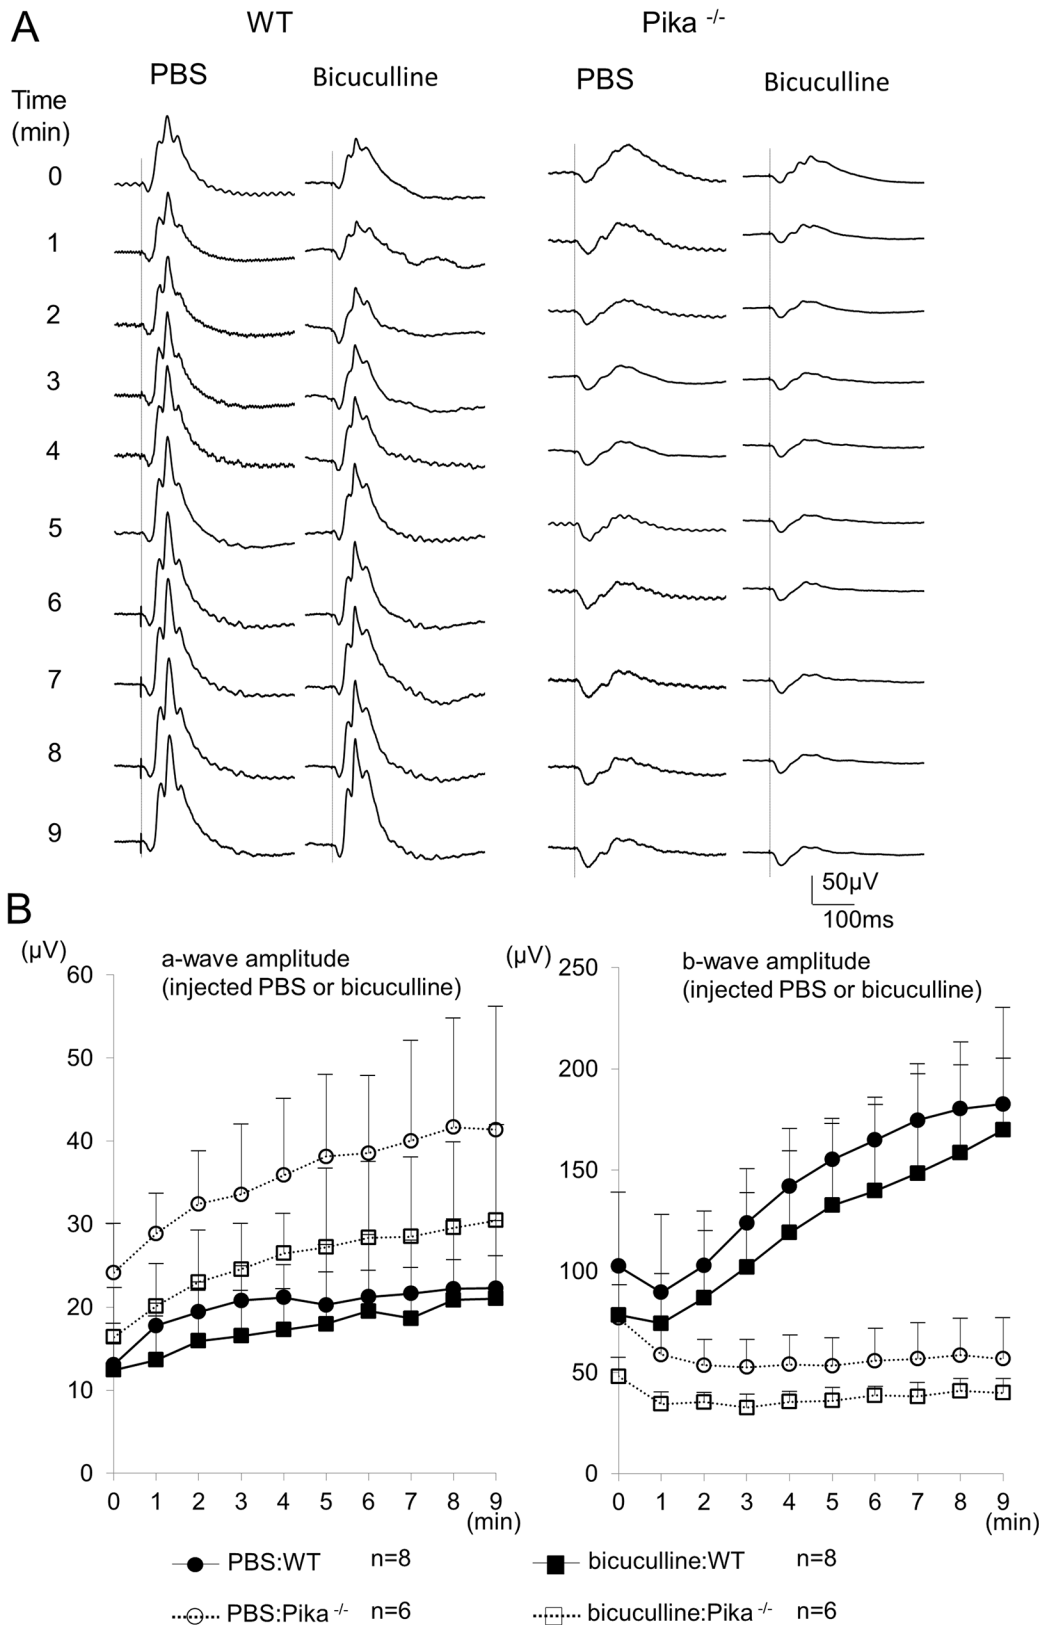 A
WT
Pika -/-
PBS
Bicuculline
PBS
Bicuculline
Time
(min)
0
1
2
3
4
5
6
7
8
9
50μV
100ms
B
(μV)
a-wave amplitude
(injected PBS or bicuculline)
60
50
40
30
20
10
0
0 1 2 3 4 5 6 7 8 9
(min)
(μV)
b-wave amplitude
(injected PBS or bicuculline)
250
200
150
100
50
0
0 1 2 3 4 5 6 7 8 9
(min)
PBS:WT n=8
bicuculline:WT n=8
PBS:Pika -/- n=6
bicuculline:Pika -/- n=6